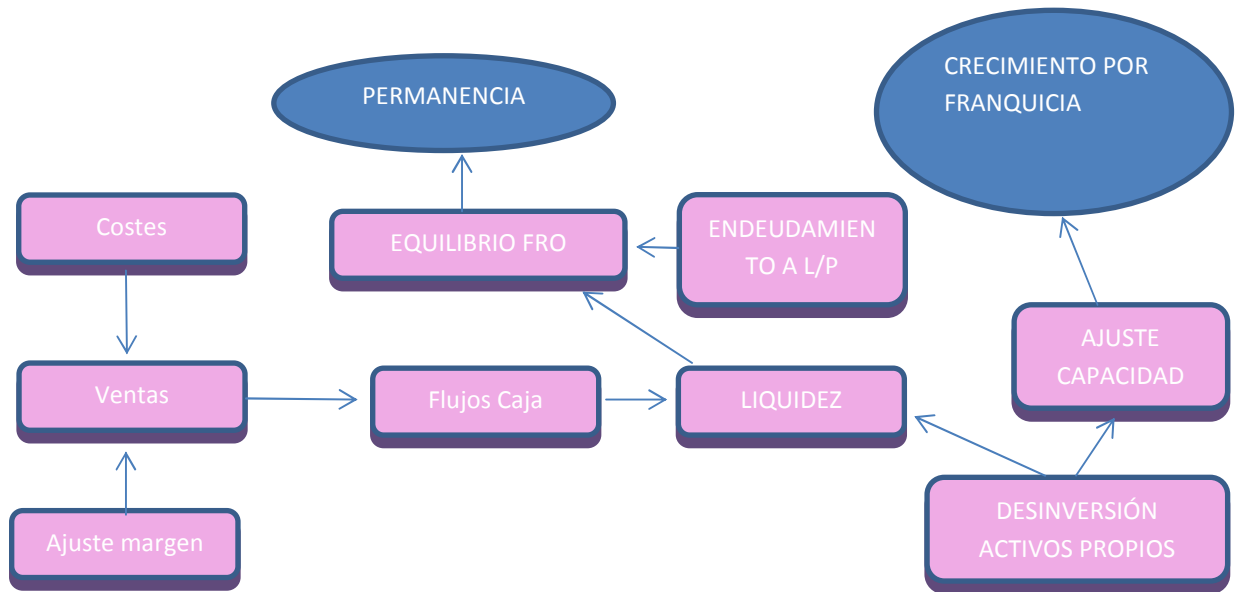 CRECIMIENTO POR
FRANQUICIA
PERMANENCIA
Costes
EQUILIBRIO FRO
ENDEUDAMIEN
TO A L/P
AJUSTE
CAPACIDAD
Ventas
Flujos Caja
LIQUIDEZ
Ajuste margen
DESINVERSIÓN
ACTIVOS PROPIOS